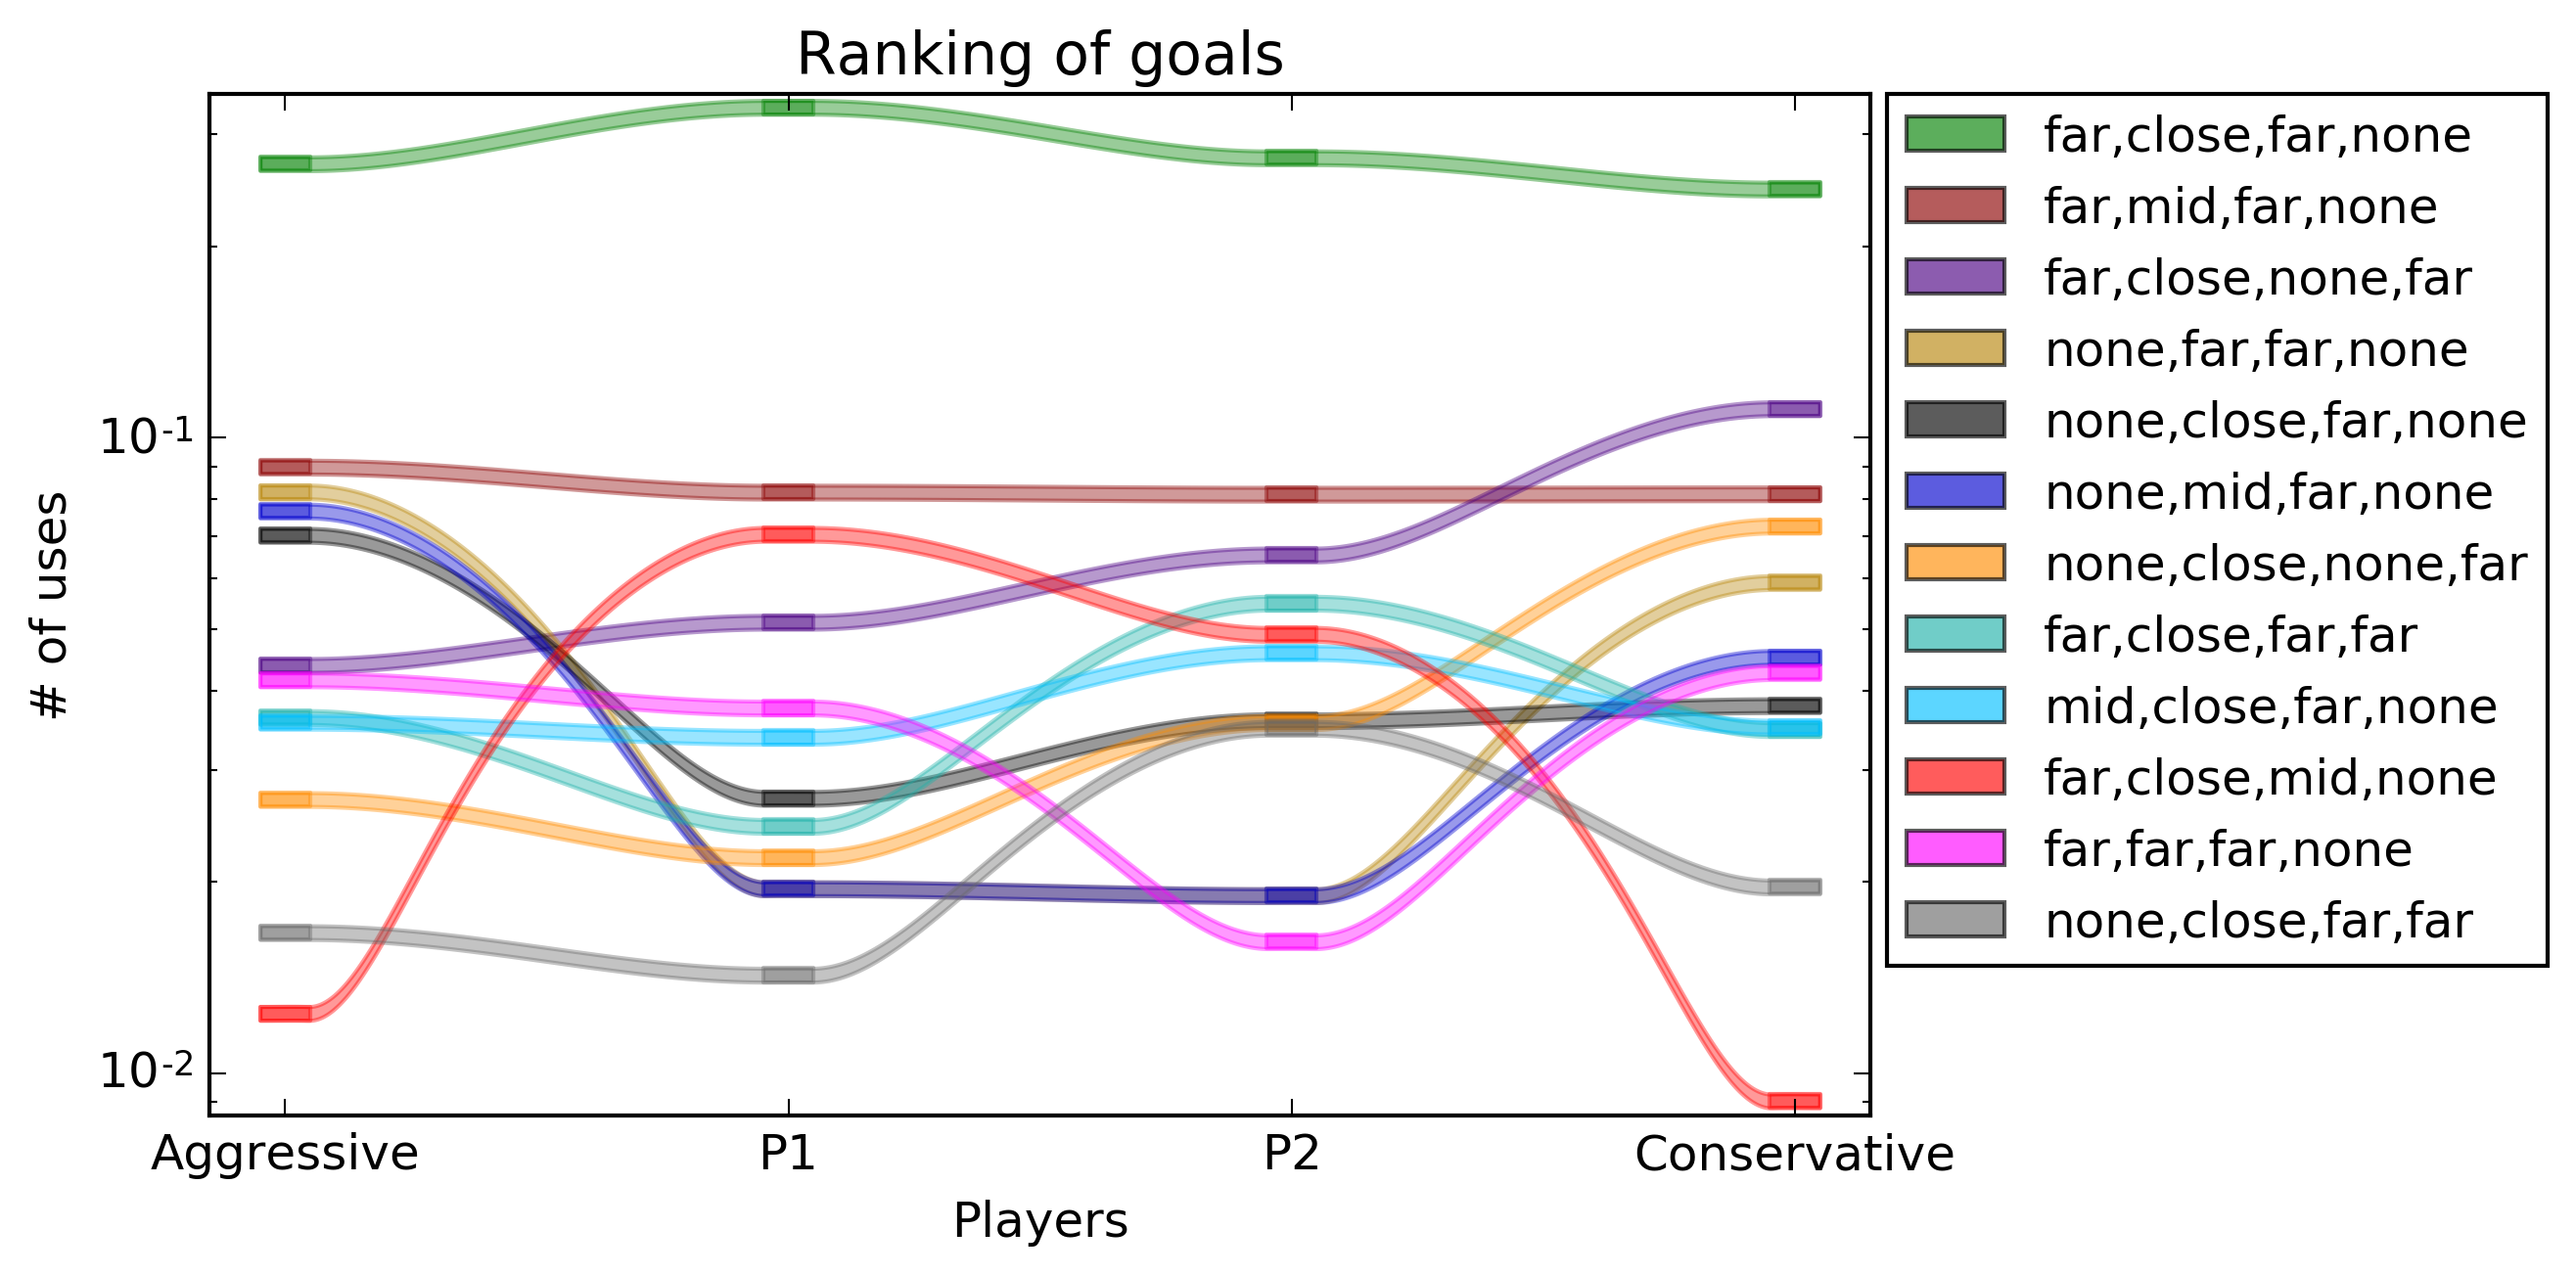 Ranking of goals
# of uses
10-1
10-2
Aggressive
P1
P2
Conservative
Players
far,close,far,none
far,mid,far,none
far,close,none,far
none,far,far,none
none,close,far,none
none,mid,far,none
none,close,none,far
far,close,far,far
mid,close,far,none
far,close,mid,none
far,far,far,none
none,close,far,far